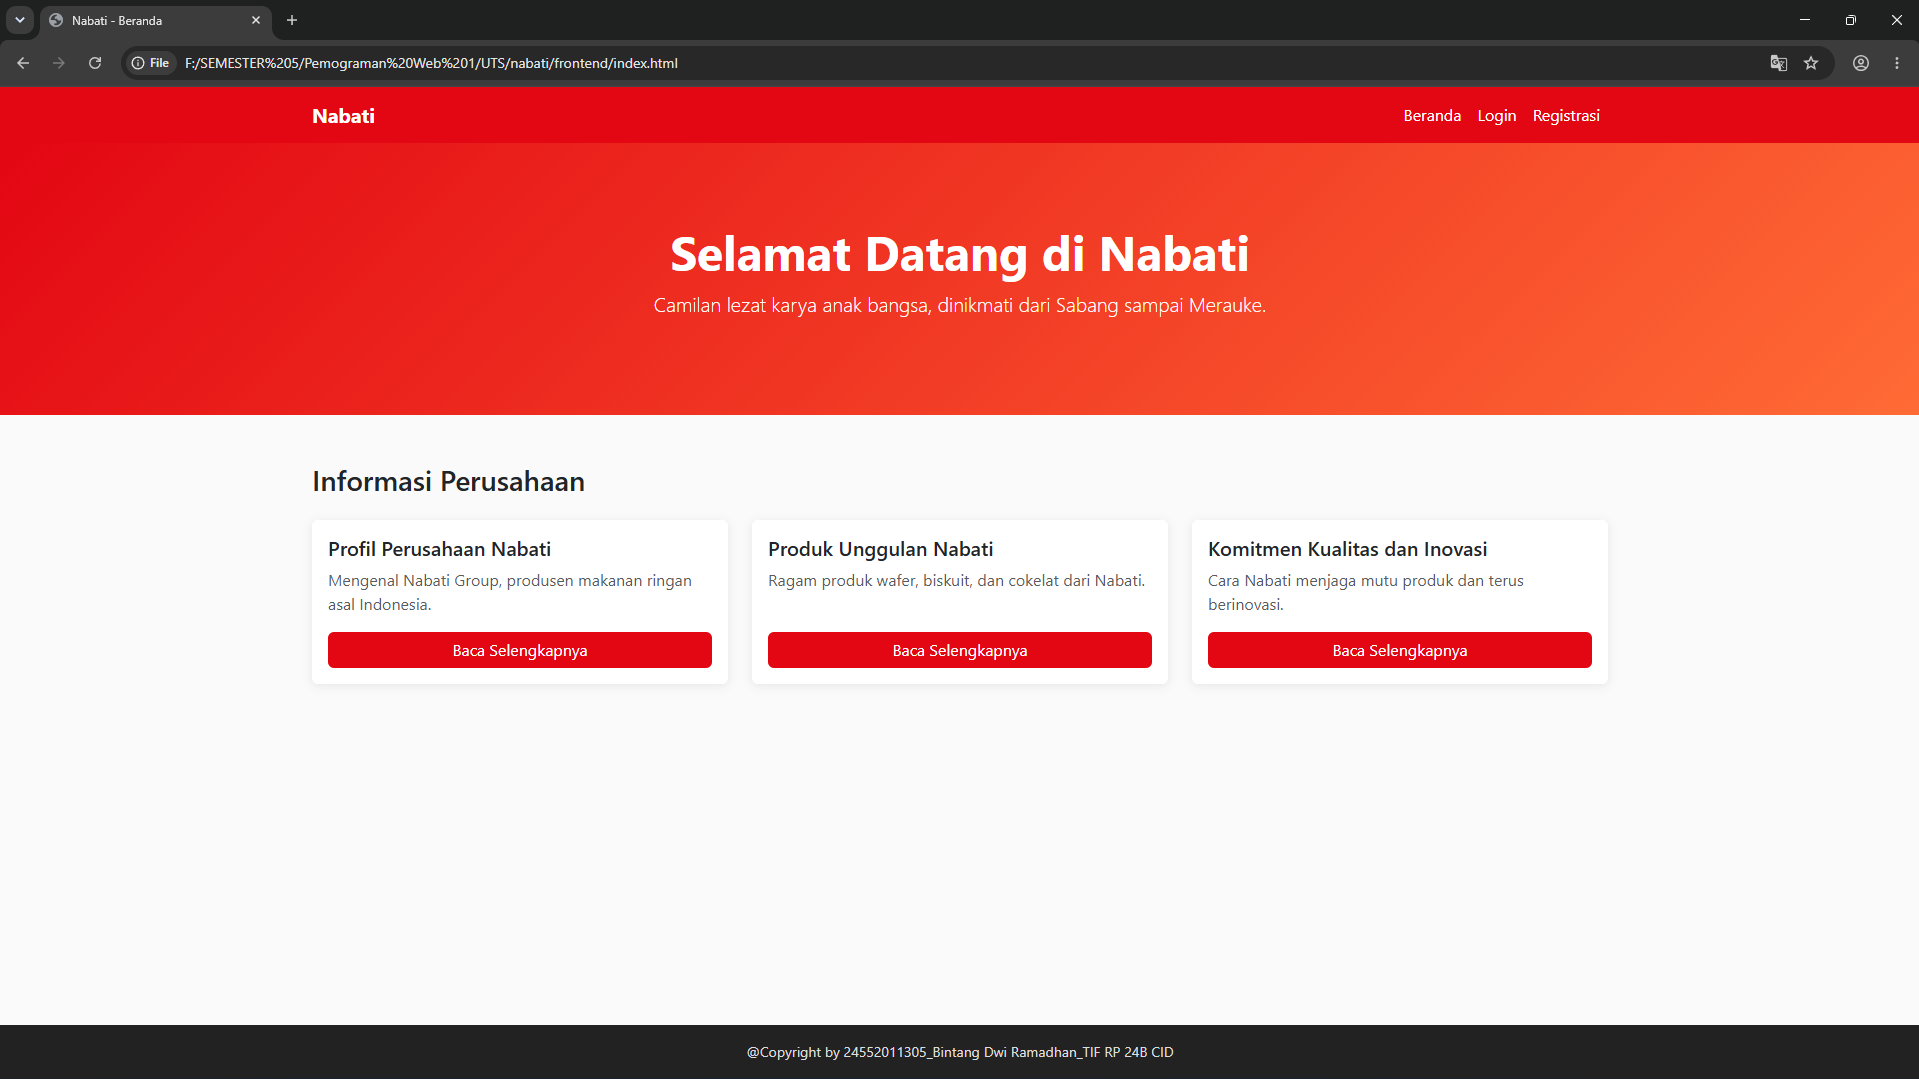 Nabati - Beranda
File
F:/SEMESTER%205/Pemograman%20Web%201/UTS/nabati/frontend/index.html
Nabati
Beranda Login Registrasi
Selamat Datang di Nabati
Camilan lezat karya anak bangsa, dinikmati dari Sabang sampai Merauke.
Informasi Perusahaan
Profil Perusahaan Nabati
Mengenal Nabati Group, produsen makanan ringan
asal Indonesia.
Baca Selengkapnya
Produk Unggulan Nabati
Ragam produk wafer, biskuit, dan cokelat dari Nabati.
Baca Selengkapnya
Komitmen Kualitas dan Inovasi
Cara Nabati menjaga mutu produk dan terus
berinovasi.
Baca Selengkapnya
@Copyright by 24552011305_Bintang Dwi Ramadhan_TIF RP 24B CID